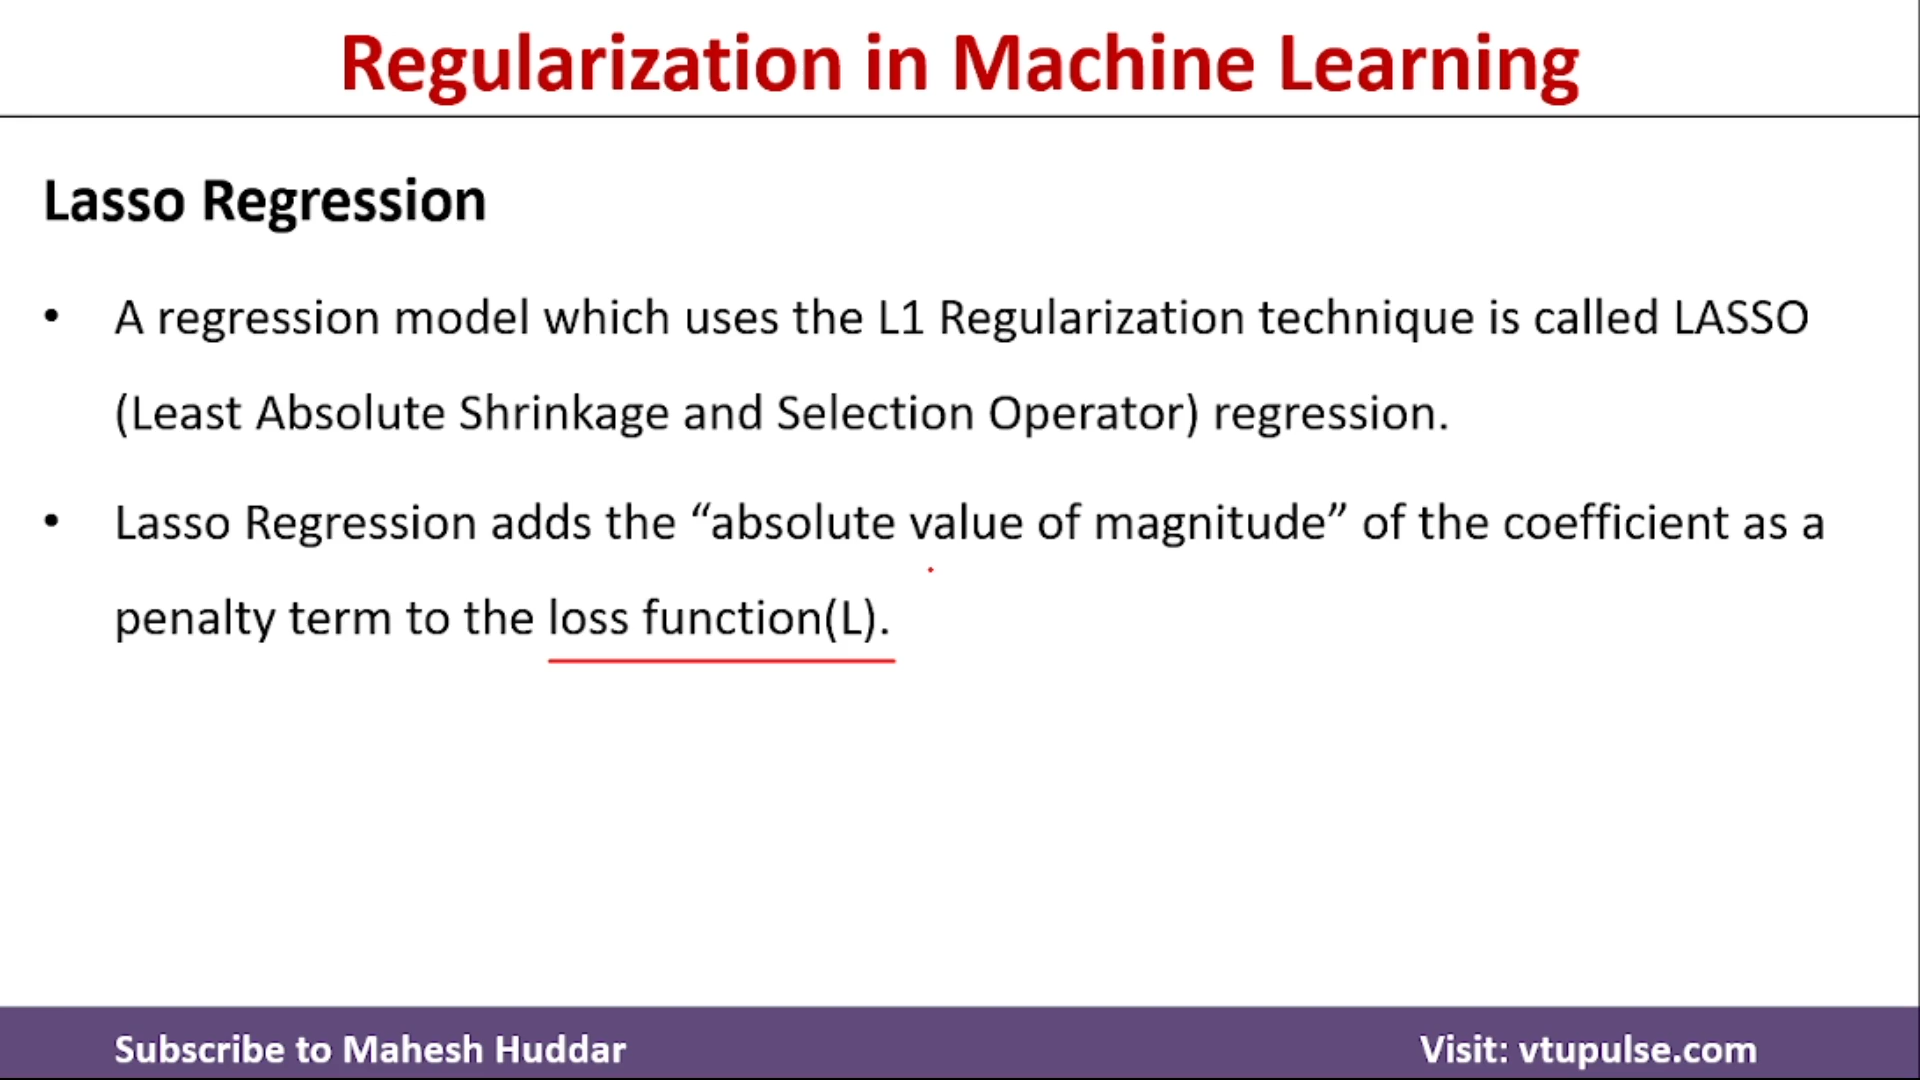 Regularization in Machine Learning
Lasso Regression
• A regression model which uses the L1 Regularization technique is called LASSO
(Least Absolute Shrinkage and Selection Operator) regression.
• Lasso Regression adds the “absolute value of magnitude” of the coefficient as a
penalty term to the loss function(L).
Subscribe to Mahesh Huddar
Visit: vtupulse.com